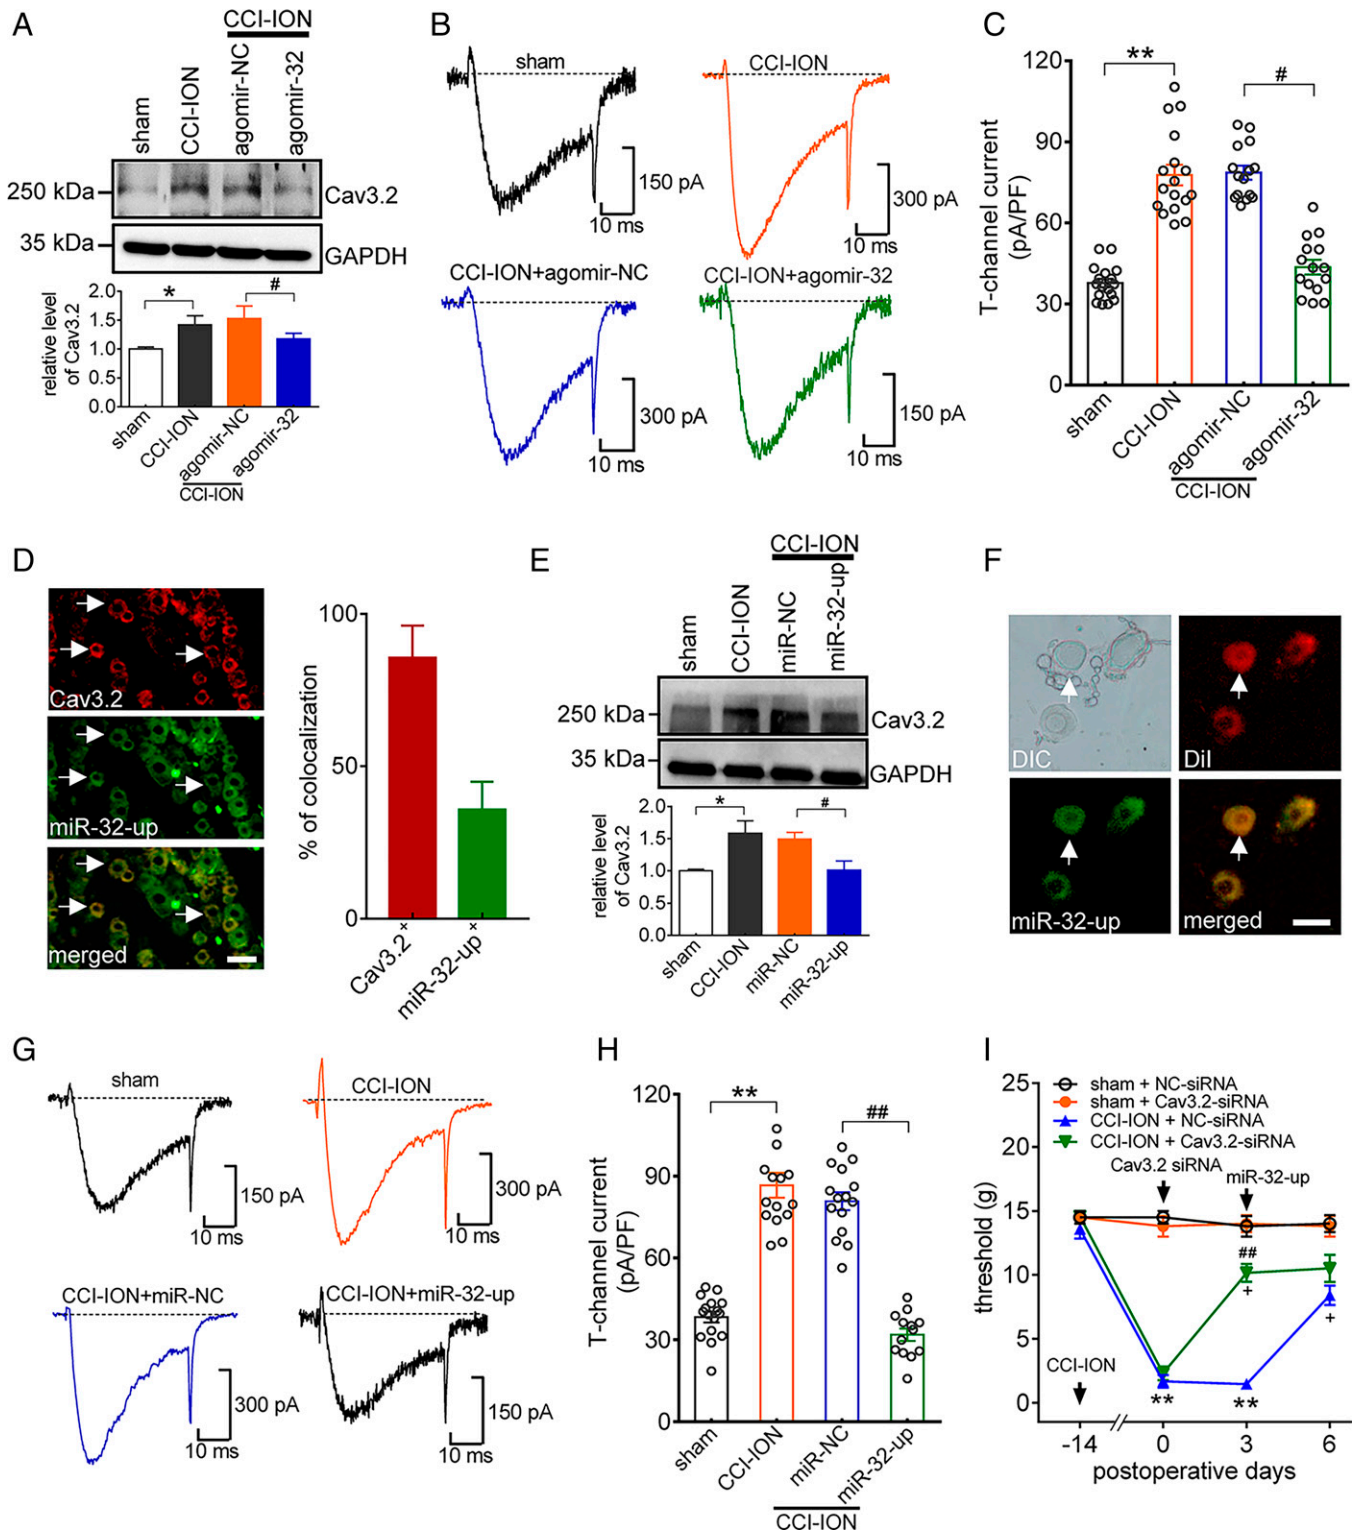 A
CCI-ION
sham
CCI-ION
agomir-NC
agomir-32
250 kDa
Cav3.2
35 kDa
GAPDH
relative level
of Cav3.2
2.0
1.5
1.0
0.5
0.0
*
#
sham
CCI-ION
agomir-NC
agomir-32
CCI-ION
B
sham
150 pA
10 ms
CCI-ION
300 pA
10 ms
CCI-ION+agomir-NC
300 pA
10 ms
CCI-ION+agomir-32
150 pA
10 ms
C
T-channel current
(pA/PF)
120
90
60
30
0
**
#
sham
CCI-ION
agomir-NC
agomir-32
CCI-ION
D
Cav3.2
miR-32-up
merged
% of colocalization
100
50
0
Cav3.2+
miR-32-up+
E
CCI-ION
sham
CCI-ION
miR-NC
miR-32-up
250 kDa
Cav3.2
35 kDa
GAPDH
relative level
of Cav3.2
2.0
1.5
1.0
0.5
0.0
*
#
sham
CCI-ION
miR-NC
miR-32-up
F
DIC
DiI
miR-32-up
merged
G
sham
150 pA
10 ms
CCI-ION
300 pA
10 ms
CCI-ION+miR-NC
300 pA
10 ms
CCI-ION+miR-32-up
150 pA
10 ms
H
T-channel current
(pA/PF)
120
90
60
30
0
**
##
sham
CCI-ION
miR-NC
miR-32-up
CCI-ION
I
threshold (g)
25
20
15
10
5
0
sham + NC-siRNA
sham + Cav3.2-siRNA
CCI-ION + NC-siRNA
CCI-ION + Cav3.2-siRNA
Cav3.2 siRNA
miR-32-up
##
+
+
CCI-ION
**
**
-14
0
3
6
postoperative days